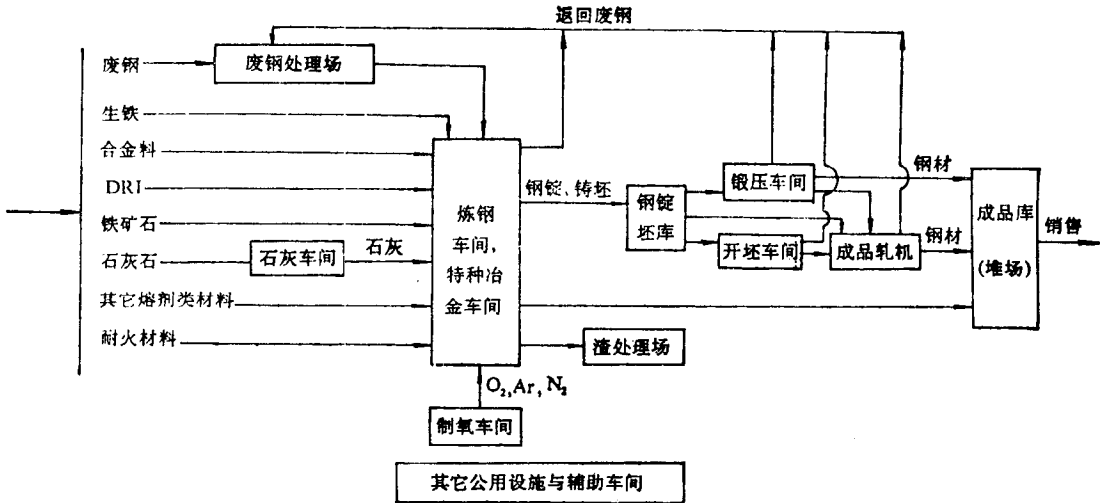 返回废钢
废钢
废钢处理场
生铁
合金料
DRI
铁矿石
石灰石
石灰车间
石灰
其它熔剂类材料
耐火材料
炼钢
车间，
特种冶
金车间
钢锭、铸坯
钢锭
坯库
锻压车间
开坯车间
成品轧机
钢材
钢材
成品库
(堆场)
销售
渣处理场
O₂,Ar, N₂
制氧车间
其它公用设施与辅助车间